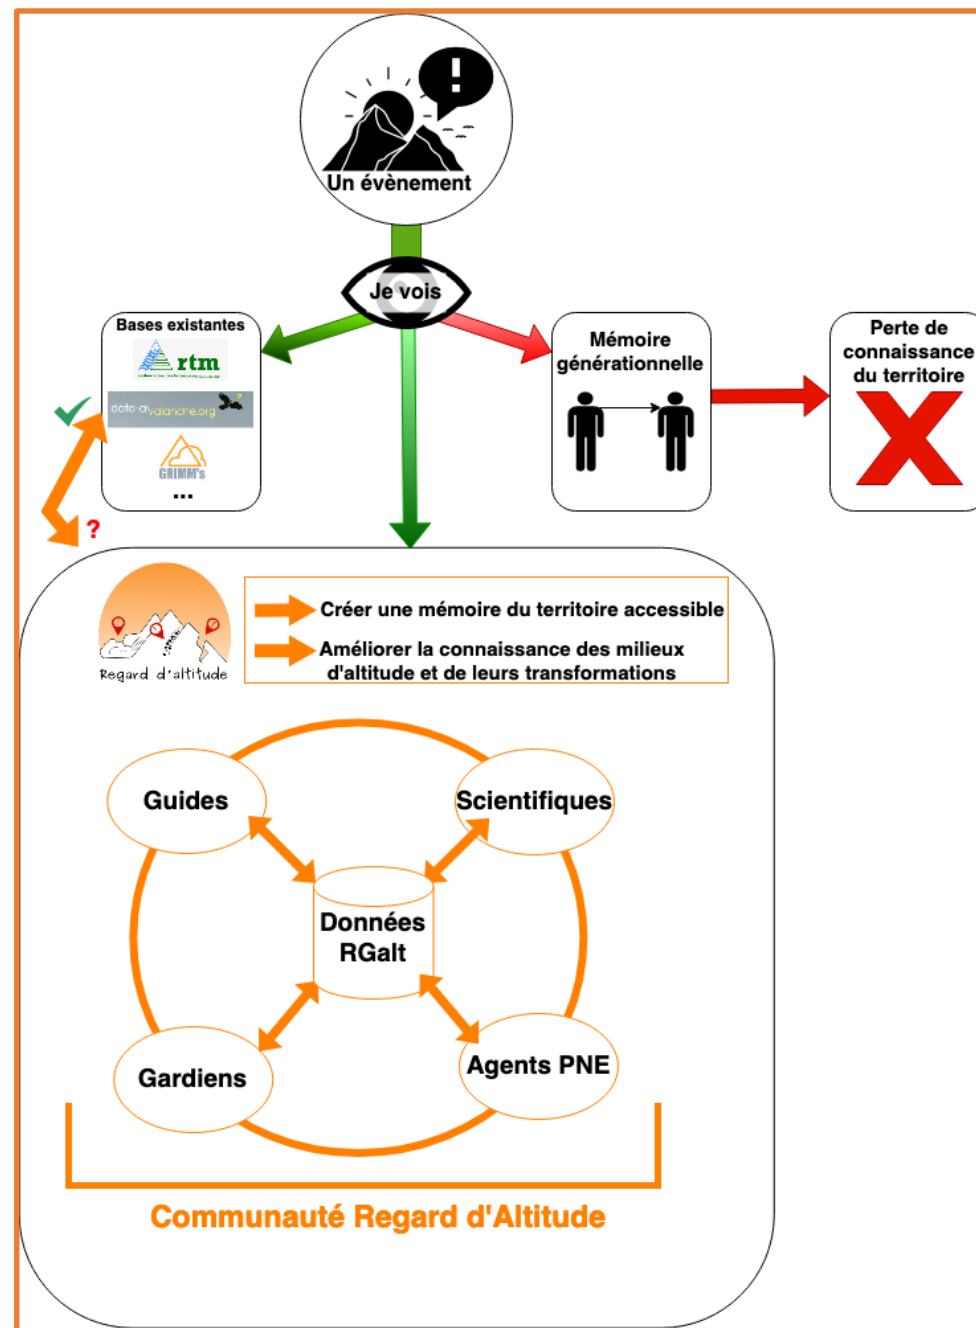 !
Un évènement
Je vois
Bases existantes
rtm
data-avalanche.org
GRIMM's
...
Mémoire
générationnelle
Perte de
connaissance
du territoire
?
Regard d'altitude
Créer une mémoire du territoire accessible
Améliorer la connaissance des milieux
d'altitude et de leurs transformations
Guides
Scientifiques
Données
RGalt
Gardiens
Agents PNE
Communauté Regard d'Altitude